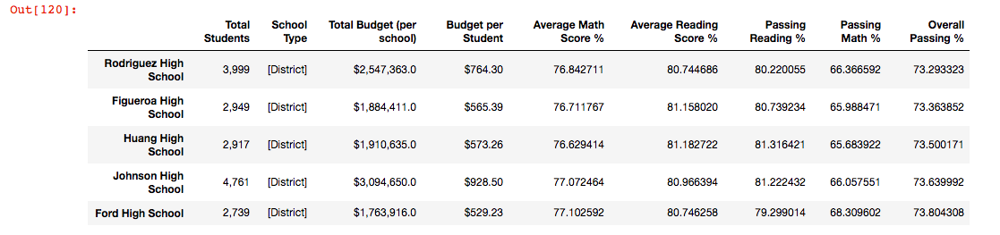 Out[120]:
Total Students School Type Total Budget (per school) Budget per Student Average Math Score % Average Reading Score % Passing Reading % Passing Math % Overall Passing %
Rodriguez High School 3,999 [District] $2,547,363.0 $764.30 76.842711 80.744686 80.220055 66.366592 73.293323
Figueroa High School 2,949 [District] $1,884,411.0 $565.39 76.711767 81.158020 80.739234 65.988471 73.363852
Huang High School 2,917 [District] $1,910,635.0 $573.26 76.629414 81.182722 81.316421 65.683922 73.500171
Johnson High School 4,761 [District] $3,094,650.0 $928.50 77.072464 80.966394 81.222432 66.057551 73.639992
Ford High School 2,739 [District] $1,763,916.0 $529.23 77.102592 80.746258 79.299014 68.309602 73.804308